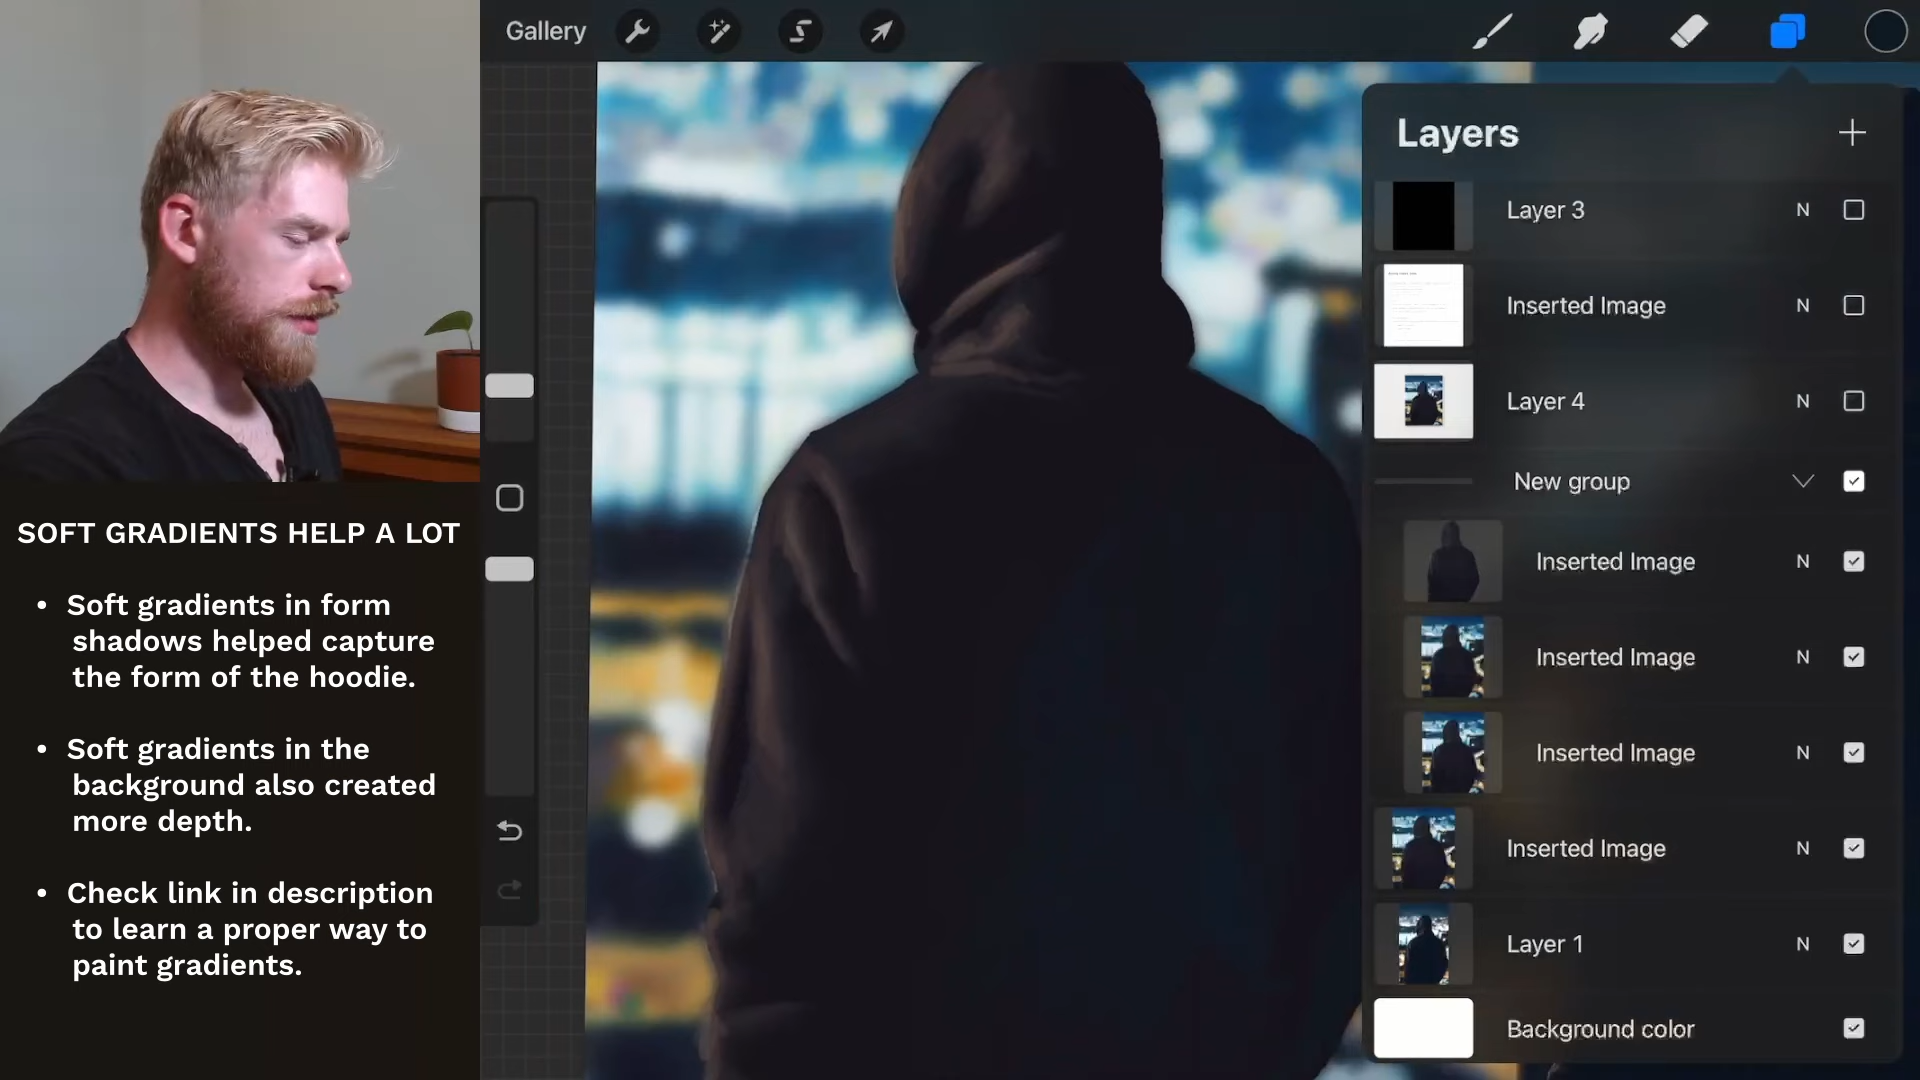 Gallery
SOFT GRADIENTS HELP A LOT
• Soft gradients in form
shadows helped capture
the form of the hoodie.
• Soft gradients in the
background also created
more depth.
• Check link in description
to learn a proper way to
paint gradients.
Layers
Layer 3 N
Inserted Image N
Layer 4 N
New group
Inserted Image N
Inserted Image N
Inserted Image N
Inserted Image N
Layer 1 N
Background color